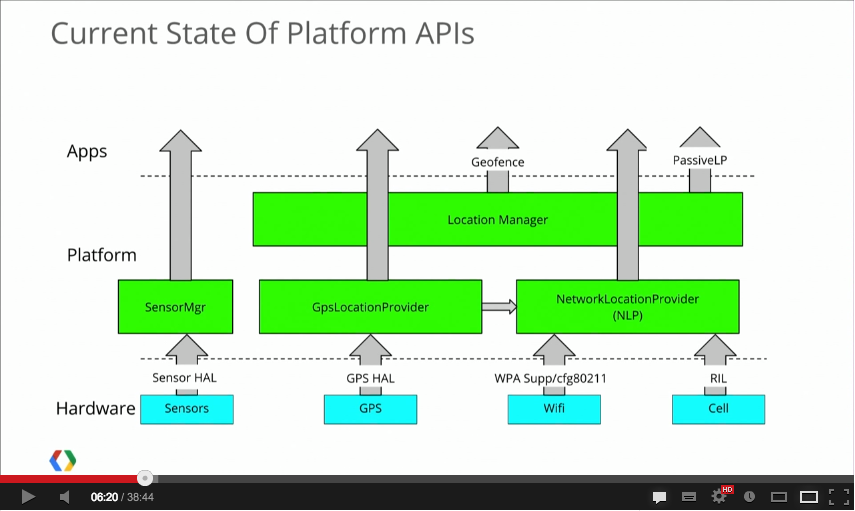 Current State Of Platform APIs
Apps
Geofence
PassiveLP
Location Manager
Platform
SensorMgr
GpsLocationProvider
NetworkLocationProvider
(NLP)
Sensor HAL
GPS HAL
WPA Supp/cfg80211
RIL
Hardware
Sensors
GPS
Wifi
Cell
06:20 / 38:44
HD